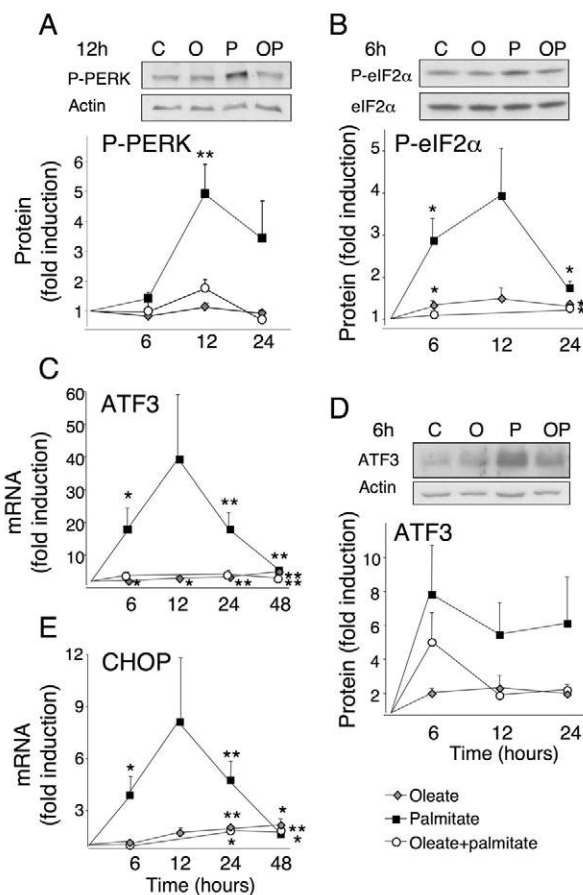 A
12h C O P OP
P-PERK
Actin
P-PERK
**
Protein
(fold induction)
6
5
4
3
2
1
6 12 24
B
6h C O P OP
P-eIF2α
eIF2α
P-eIF2α
Protein (fold induction)
5
4
3
2
1
*
*
*
*
*
6 12 24
C
ATF3
mRNA
(fold induction)
60
40
20
10
*
**
**
*
*
**
**
**
6 12 24 48
D
6h C O P OP
ATF3
Actin
ATF3
Protein (fold induction)
10
8
6
4
2
6 12 24
Time (hours)
E
CHOP
mRNA
(fold induction)
12
9
6
3
*
**
**
*
*
**
*
6 12 24 48
Time (hours)
Oleate
Palmitate
Oleate+palmitate